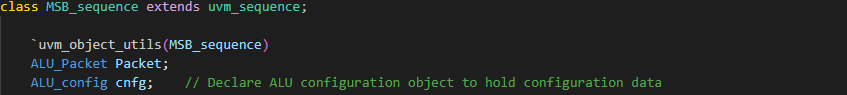 class MSB_sequence extends uvm_sequence;
`uvm_object_utils(MSB_sequence)
ALU_Packet Packet;
ALU_config cnfg;    // Declare ALU configuration object to hold configuration data